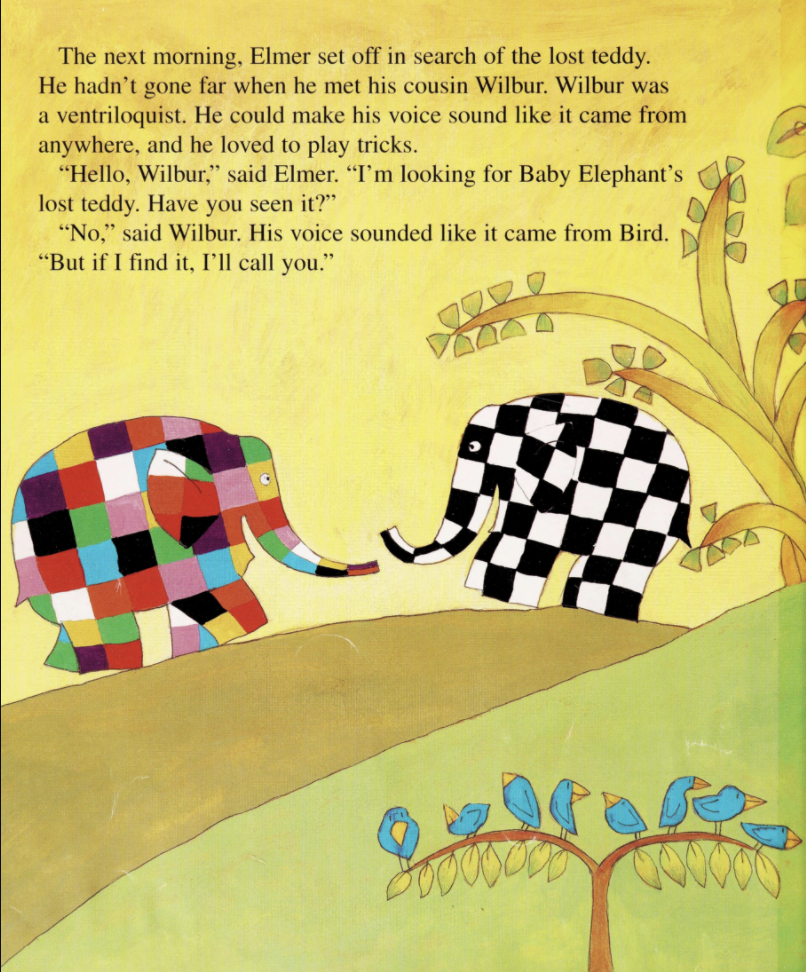 The next morning, Elmer set off in search of the lost teddy.
He hadn't gone far when he met his cousin Wilbur. Wilbur was
a ventriloquist. He could make his voice sound like it came from
anywhere, and he loved to play tricks.
“Hello, Wilbur,” said Elmer. “I'm looking for Baby Elephant's
lost teddy. Have you seen it?”
“No,” said Wilbur. His voice sounded like it came from Bird.
“But if I find it, I'll call you.”